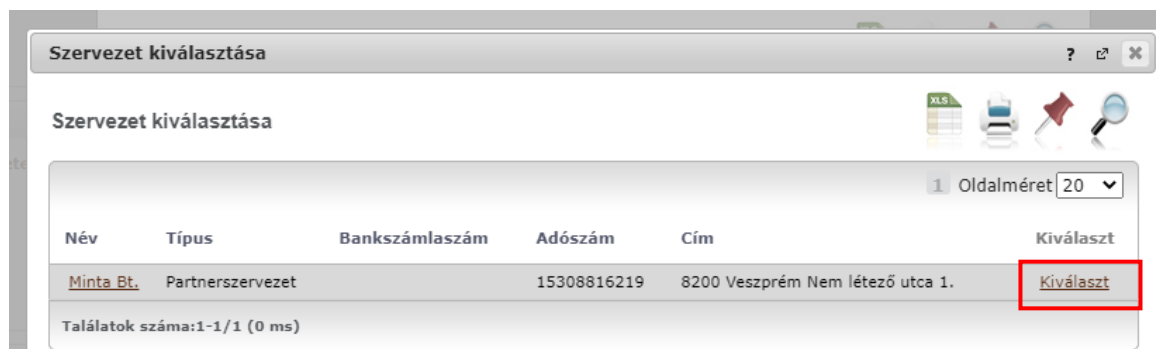 Szervezet kiválasztása ?
Szervezet kiválasztása XLS
1 Oldalméret 20
Név Típus Bankszámlaszám Adószám Cím Kiválaszt
Minta Bt. Partnerszervezet 15308816219 8200 Veszprém Nem létező utca 1. Kiválaszt
Találatok száma:1-1/1 (0 ms)